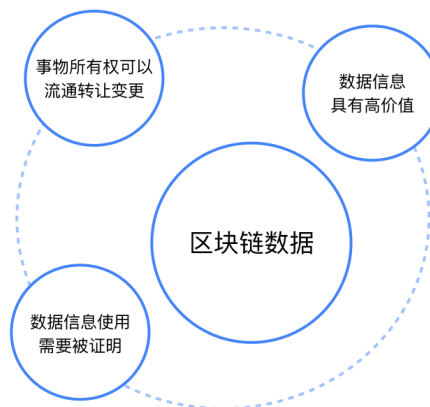 事物所有权可以
流通转让变更
数据信息
具有高价值
区块链数据
数据信息使用
需要被证明